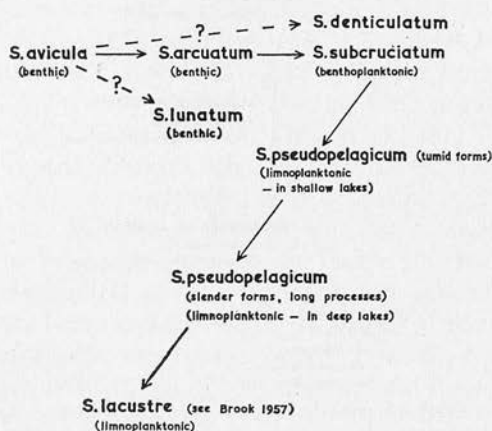 ? S. denticulatum
S. avicula S. arcuatum S. subcruciatum
(benthic) (benthic) (benthoplanktonic)
?
S. lunatum
(benthic)
S. pseudopelagicum (tumid forms)
(limnoplanktonic
– in shallow lakes)
S. pseudopelagicum
(slender forms, long processes)
(limnoplanktonic – in deep lakes)
S. lacustre (see Brook 1957)
(limnoplanktonic)